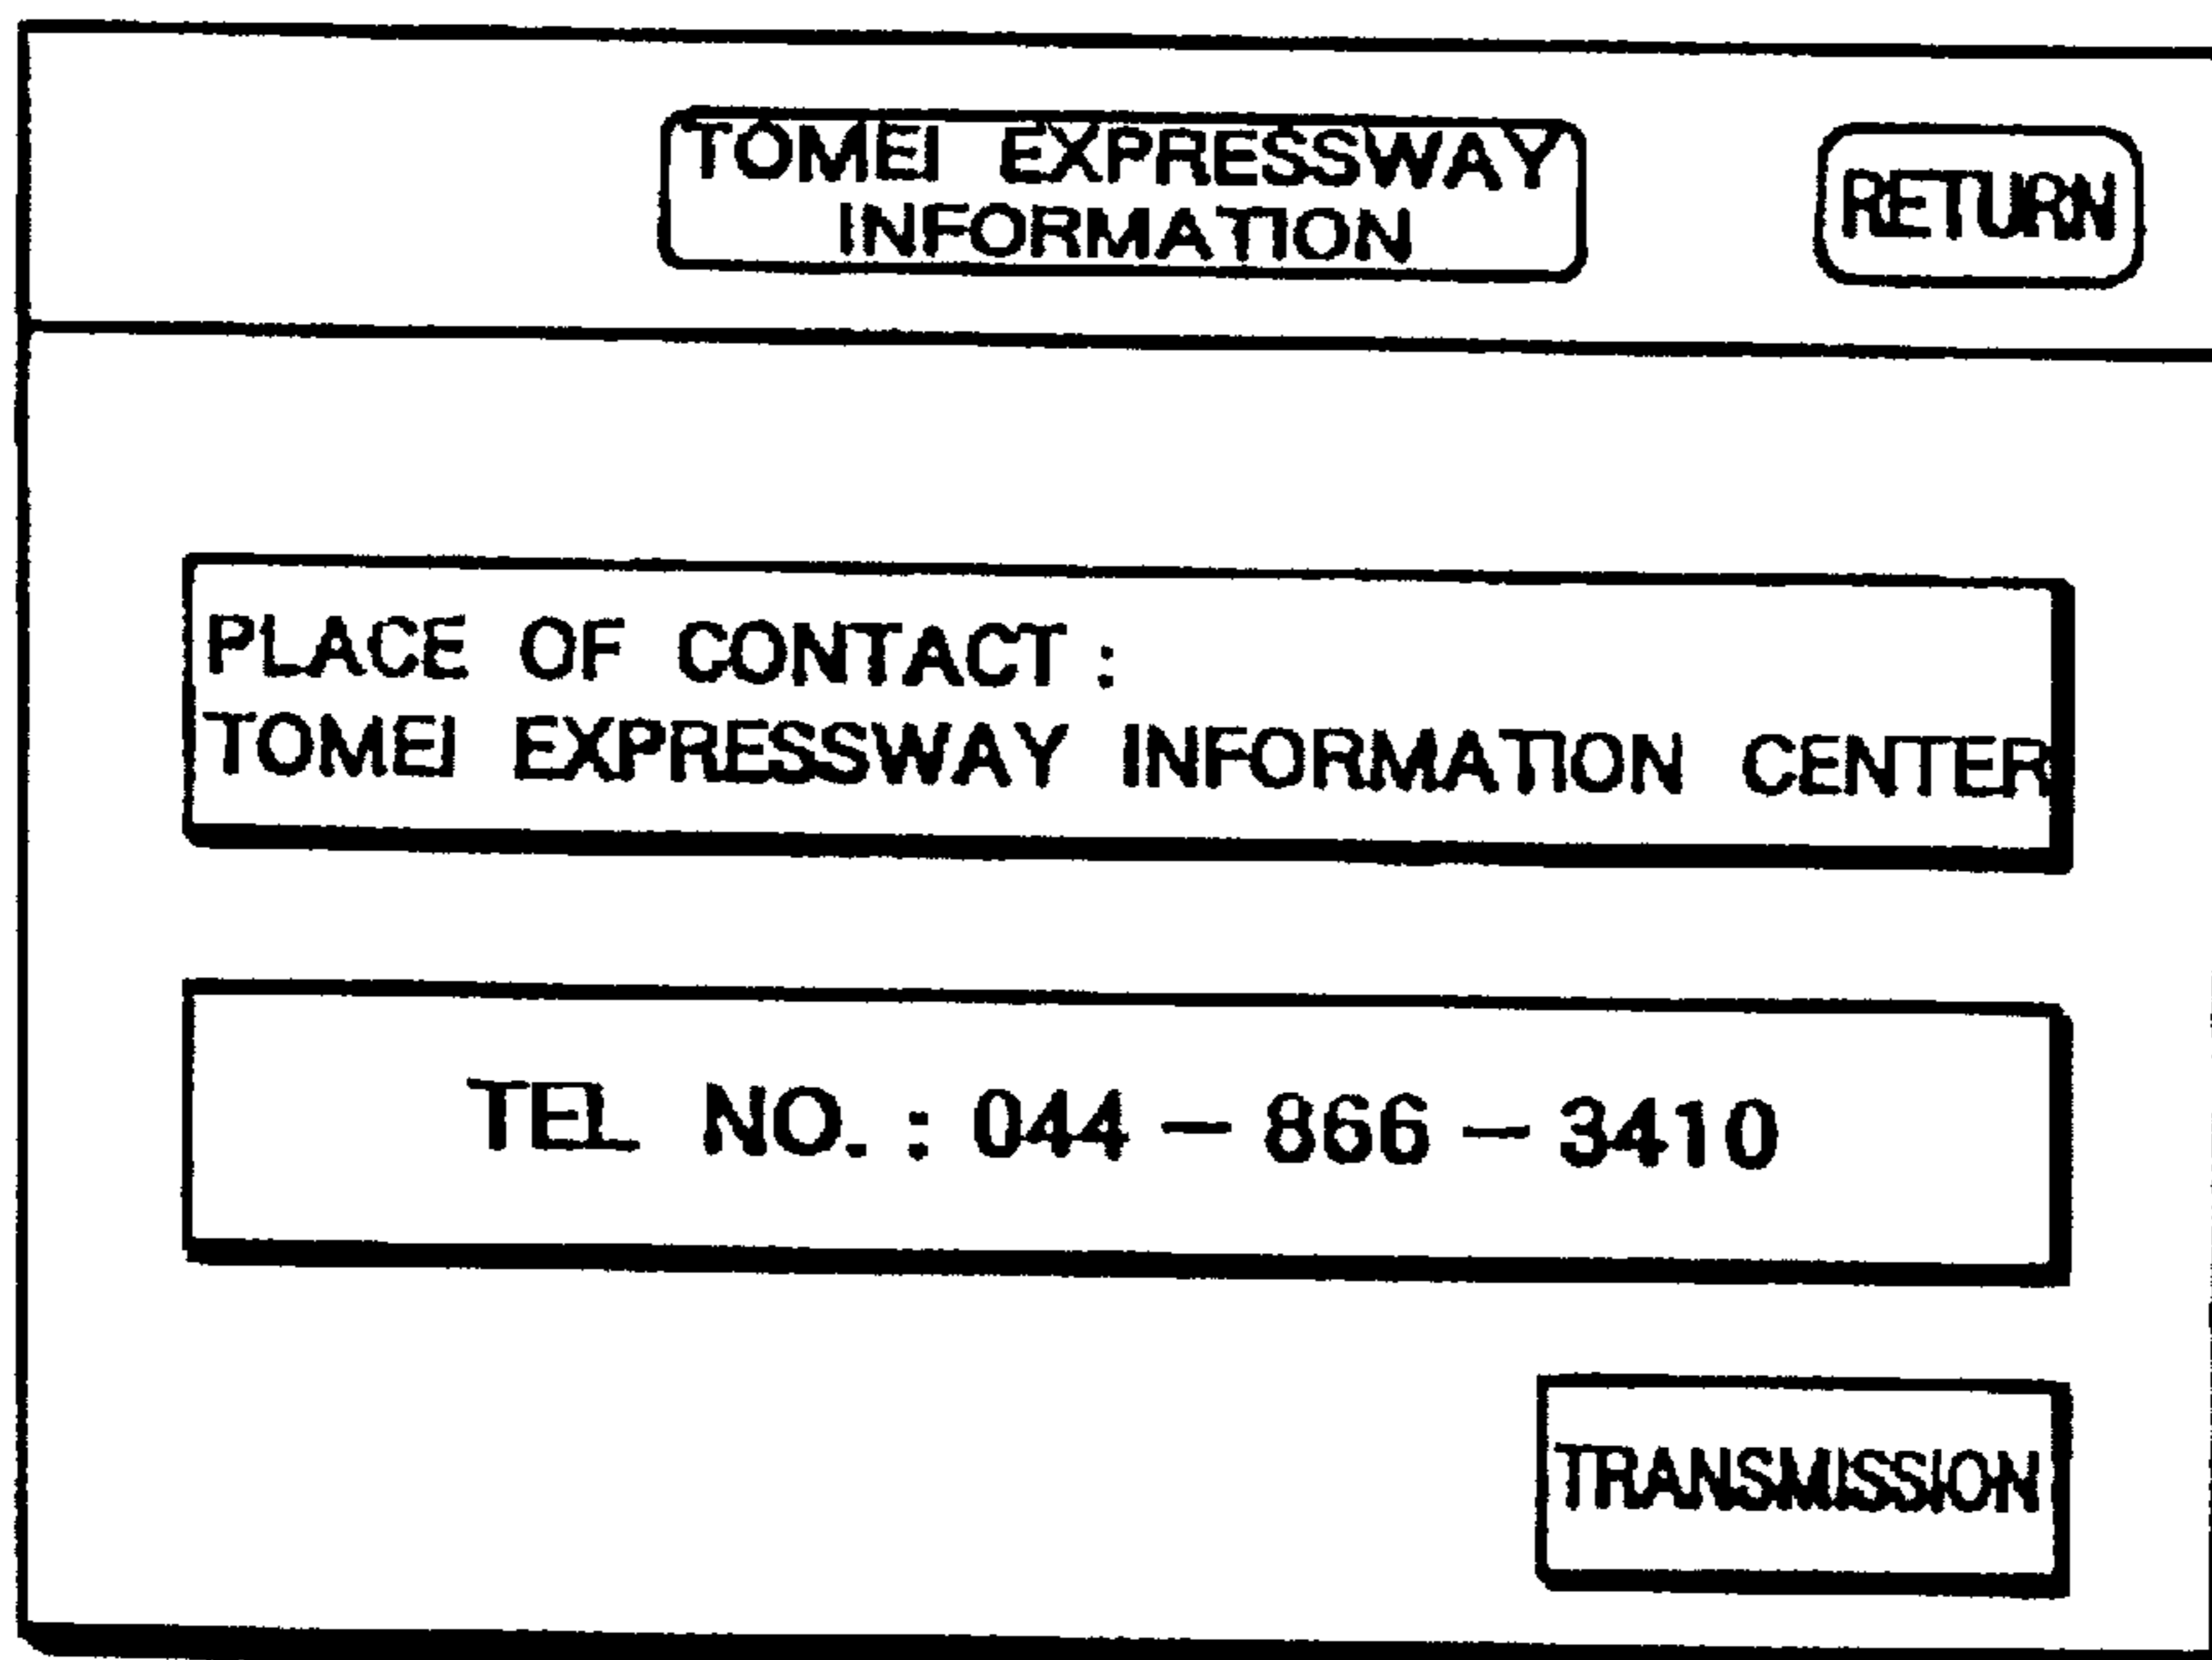 TOMEI EXPRESSWAY
INFORMATION
RETURN
PLACE OF CONTACT :
TOMEI EXPRESSWAY INFORMATION CENTER
TEL NO. : 044 – 866 – 3410
TRANSMISSION